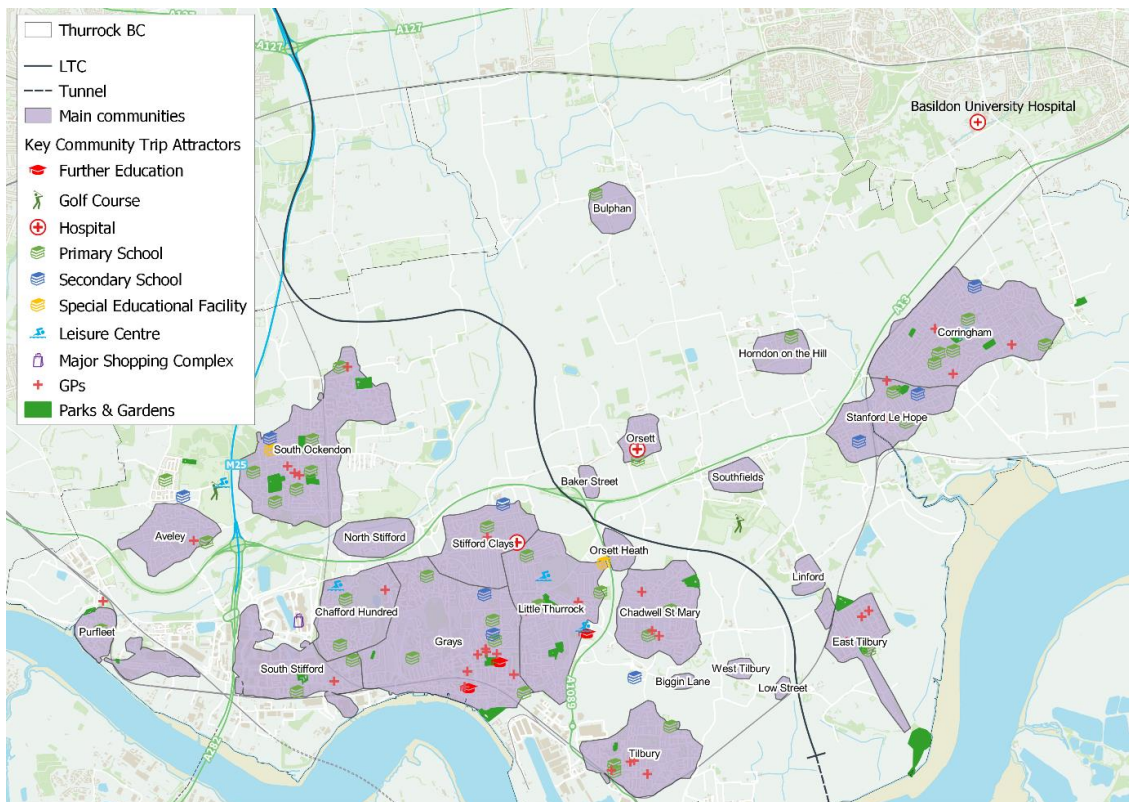 Thurrock BC
LTC
Tunnel
Main communities
Key Community Trip Attractors
Further Education
Golf Course
Hospital
Primary School
Secondary School
Special Educational Facility
Leisure Centre
Major Shopping Complex
GPs
Parks & Gardens
A127
A127
A127
Basildon University Hospital
Bulphan
A13
Corringham
Horndon on the Hill
Stanford Le Hope
Orsett
South Ockendon
M25
Baker Street
Southfields
Aveley
North Stifford
Stifford Clays
Orsett Heath
Linford
Chafford Hundred
Little Thurrock
Chadwell St Mary
Purfleet
Grays
East Tilbury
South Stifford
West Tilbury
Biggin Lane
Low Street
A1089
A282
Tilbury